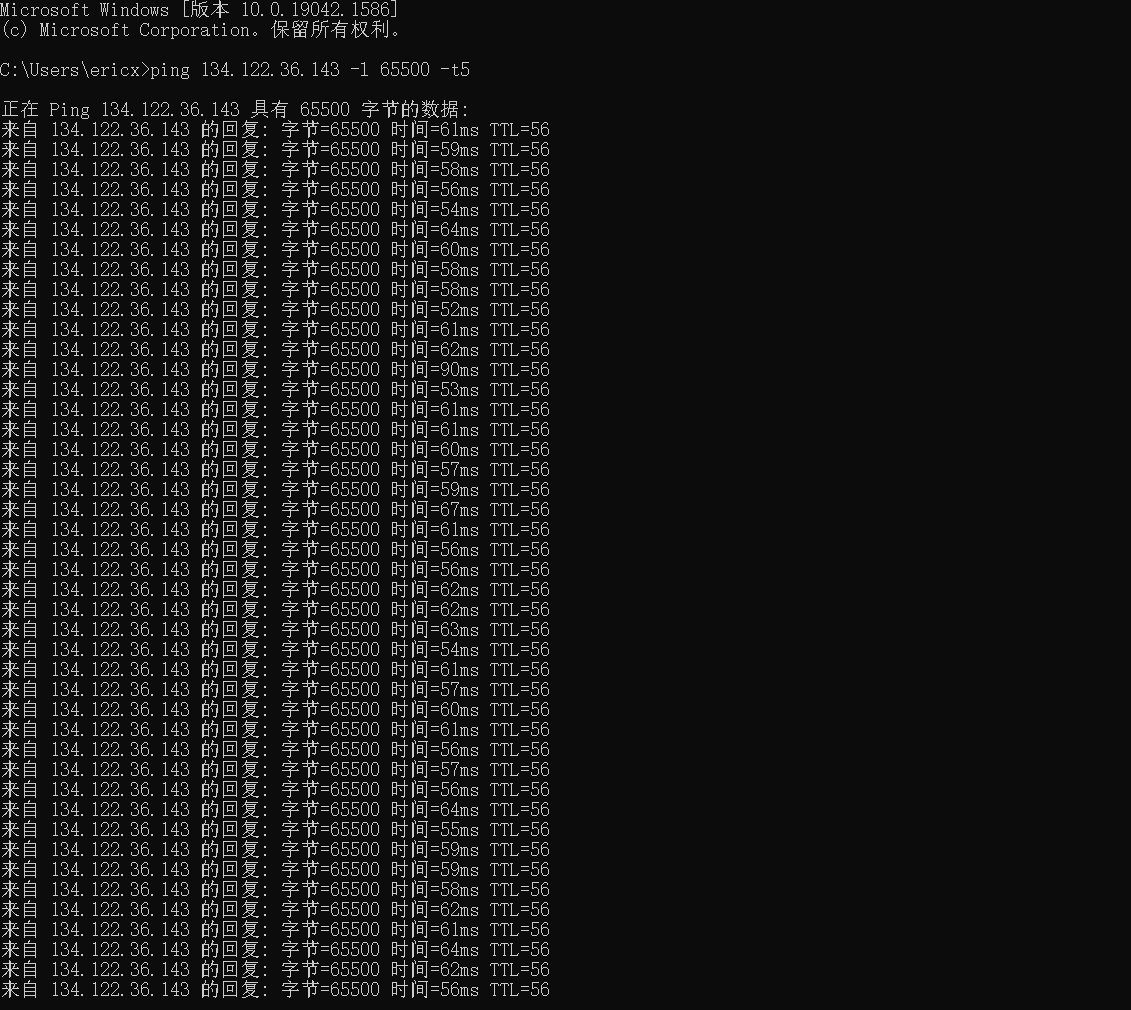 Microsoft Windows [版本 10.0.19042.1586]
(c) Microsoft Corporation。保留所有权利。
C:\Users\ericx>ping 134.122.36.143 -l 65500 -t5
正在 Ping 134.122.36.143 具有 65500 字节的数据:
来自 134.122.36.143 的回复: 字节=65500 时间=61ms TTL=56
来自 134.122.36.143 的回复: 字节=65500 时间=59ms TTL=56
来自 134.122.36.143 的回复: 字节=65500 时间=58ms TTL=56
来自 134.122.36.143 的回复: 字节=65500 时间=56ms TTL=56
来自 134.122.36.143 的回复: 字节=65500 时间=54ms TTL=56
来自 134.122.36.143 的回复: 字节=65500 时间=64ms TTL=56
来自 134.122.36.143 的回复: 字节=65500 时间=60ms TTL=56
来自 134.122.36.143 的回复: 字节=65500 时间=58ms TTL=56
来自 134.122.36.143 的回复: 字节=65500 时间=58ms TTL=56
来自 134.122.36.143 的回复: 字节=65500 时间=52ms TTL=56
来自 134.122.36.143 的回复: 字节=65500 时间=61ms TTL=56
来自 134.122.36.143 的回复: 字节=65500 时间=62ms TTL=56
来自 134.122.36.143 的回复: 字节=65500 时间=90ms TTL=56
来自 134.122.36.143 的回复: 字节=65500 时间=53ms TTL=56
来自 134.122.36.143 的回复: 字节=65500 时间=61ms TTL=56
来自 134.122.36.143 的回复: 字节=65500 时间=61ms TTL=56
来自 134.122.36.143 的回复: 字节=65500 时间=60ms TTL=56
来自 134.122.36.143 的回复: 字节=65500 时间=57ms TTL=56
来自 134.122.36.143 的回复: 字节=65500 时间=59ms TTL=56
来自 134.122.36.143 的回复: 字节=65500 时间=67ms TTL=56
来自 134.122.36.143 的回复: 字节=65500 时间=61ms TTL=56
来自 134.122.36.143 的回复: 字节=65500 时间=56ms TTL=56
来自 134.122.36.143 的回复: 字节=65500 时间=56ms TTL=56
来自 134.122.36.143 的回复: 字节=65500 时间=62ms TTL=56
来自 134.122.36.143 的回复: 字节=65500 时间=62ms TTL=56
来自 134.122.36.143 的回复: 字节=65500 时间=63ms TTL=56
来自 134.122.36.143 的回复: 字节=65500 时间=54ms TTL=56
来自 134.122.36.143 的回复: 字节=65500 时间=61ms TTL=56
来自 134.122.36.143 的回复: 字节=65500 时间=57ms TTL=56
来自 134.122.36.143 的回复: 字节=65500 时间=60ms TTL=56
来自 134.122.36.143 的回复: 字节=65500 时间=61ms TTL=56
来自 134.122.36.143 的回复: 字节=65500 时间=56ms TTL=56
来自 134.122.36.143 的回复: 字节=65500 时间=57ms TTL=56
来自 134.122.36.143 的回复: 字节=65500 时间=56ms TTL=56
来自 134.122.36.143 的回复: 字节=65500 时间=64ms TTL=56
来自 134.122.36.143 的回复: 字节=65500 时间=55ms TTL=56
来自 134.122.36.143 的回复: 字节=65500 时间=59ms TTL=56
来自 134.122.36.143 的回复: 字节=65500 时间=59ms TTL=56
来自 134.122.36.143 的回复: 字节=65500 时间=58ms TTL=56
来自 134.122.36.143 的回复: 字节=65500 时间=62ms TTL=56
来自 134.122.36.143 的回复: 字节=65500 时间=61ms TTL=56
来自 134.122.36.143 的回复: 字节=65500 时间=64ms TTL=56
来自 134.122.36.143 的回复: 字节=65500 时间=62ms TTL=56
来自 134.122.36.143 的回复: 字节=65500 时间=56ms TTL=56